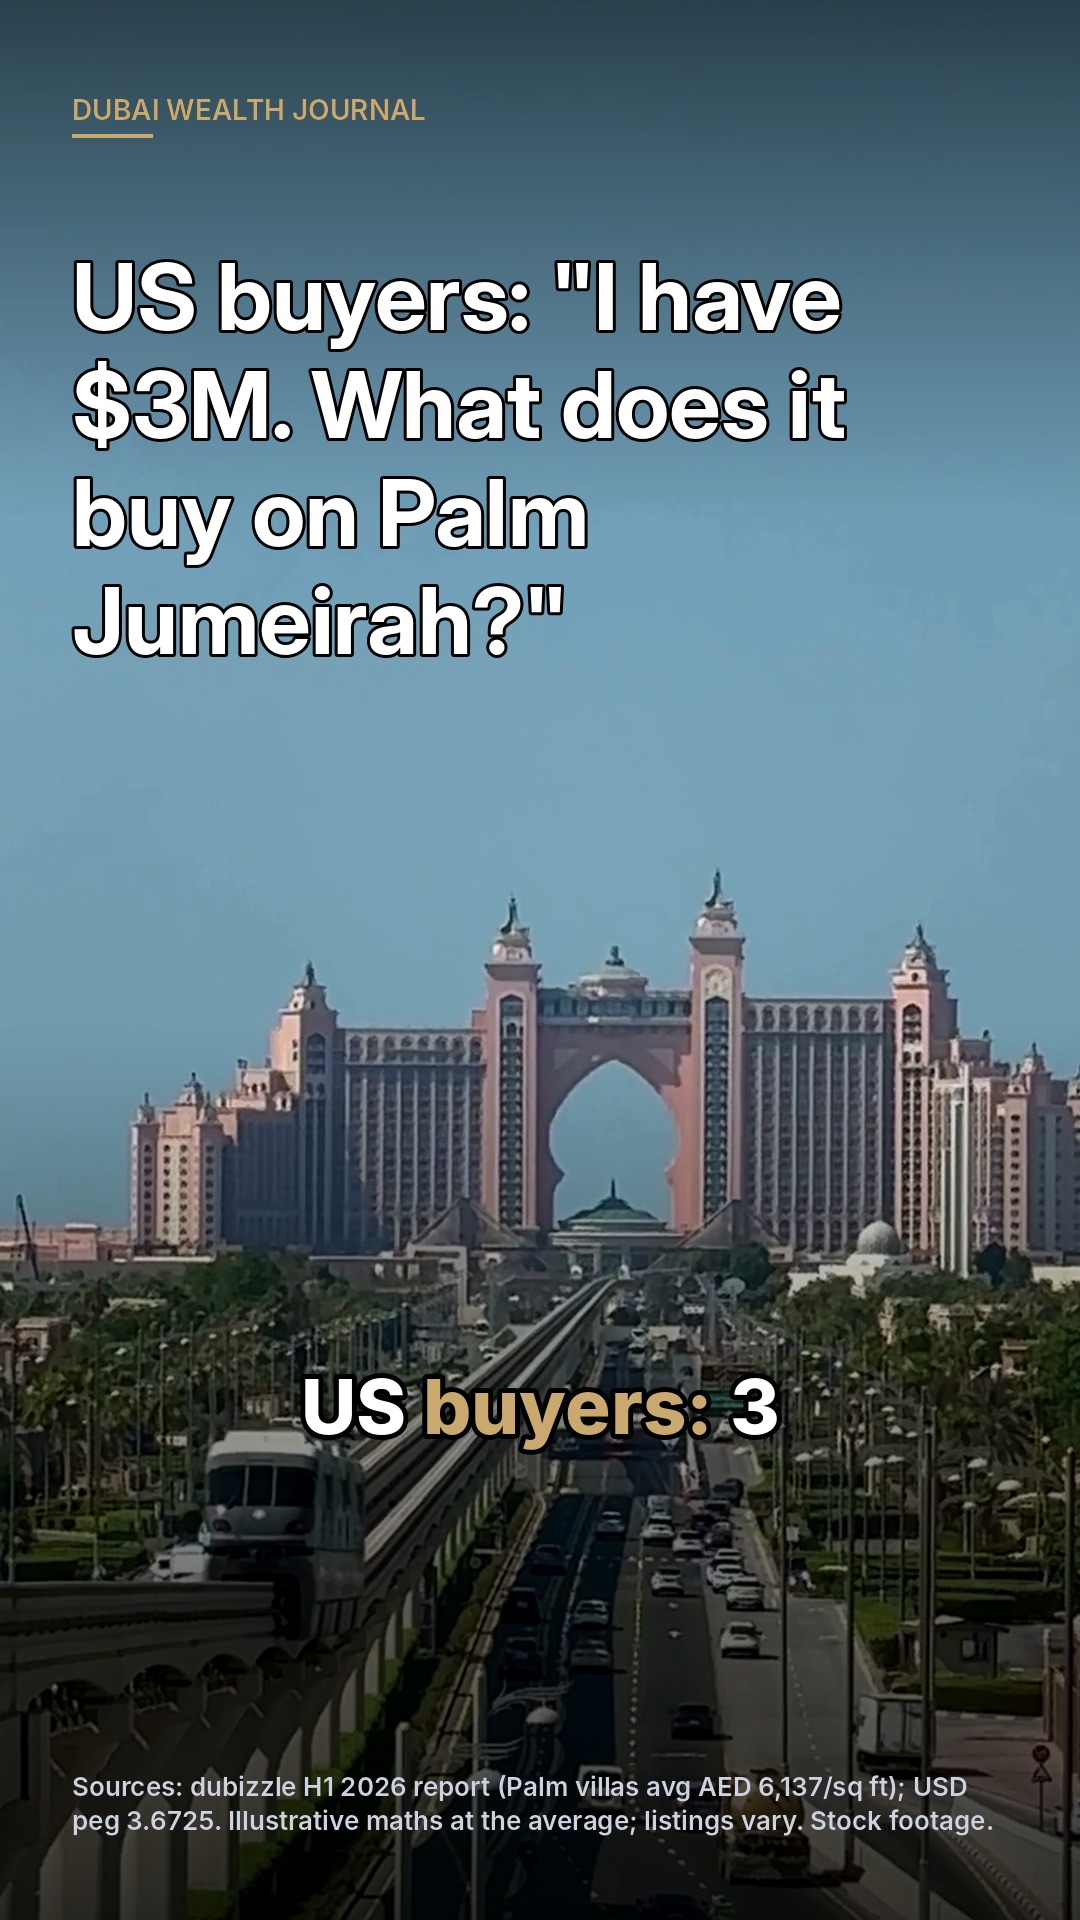 DUBAI WEALTH JOURNAL
US buyers: "I have
$3M. What does it
buy on Palm
Jumeirah?"
US buyers: 3
Sources: dubizzle H1 2026 report (Palm villas avg AED 6,137/sq ft); USD
peg 3.6725. Illustrative maths at the average; listings vary. Stock footage.